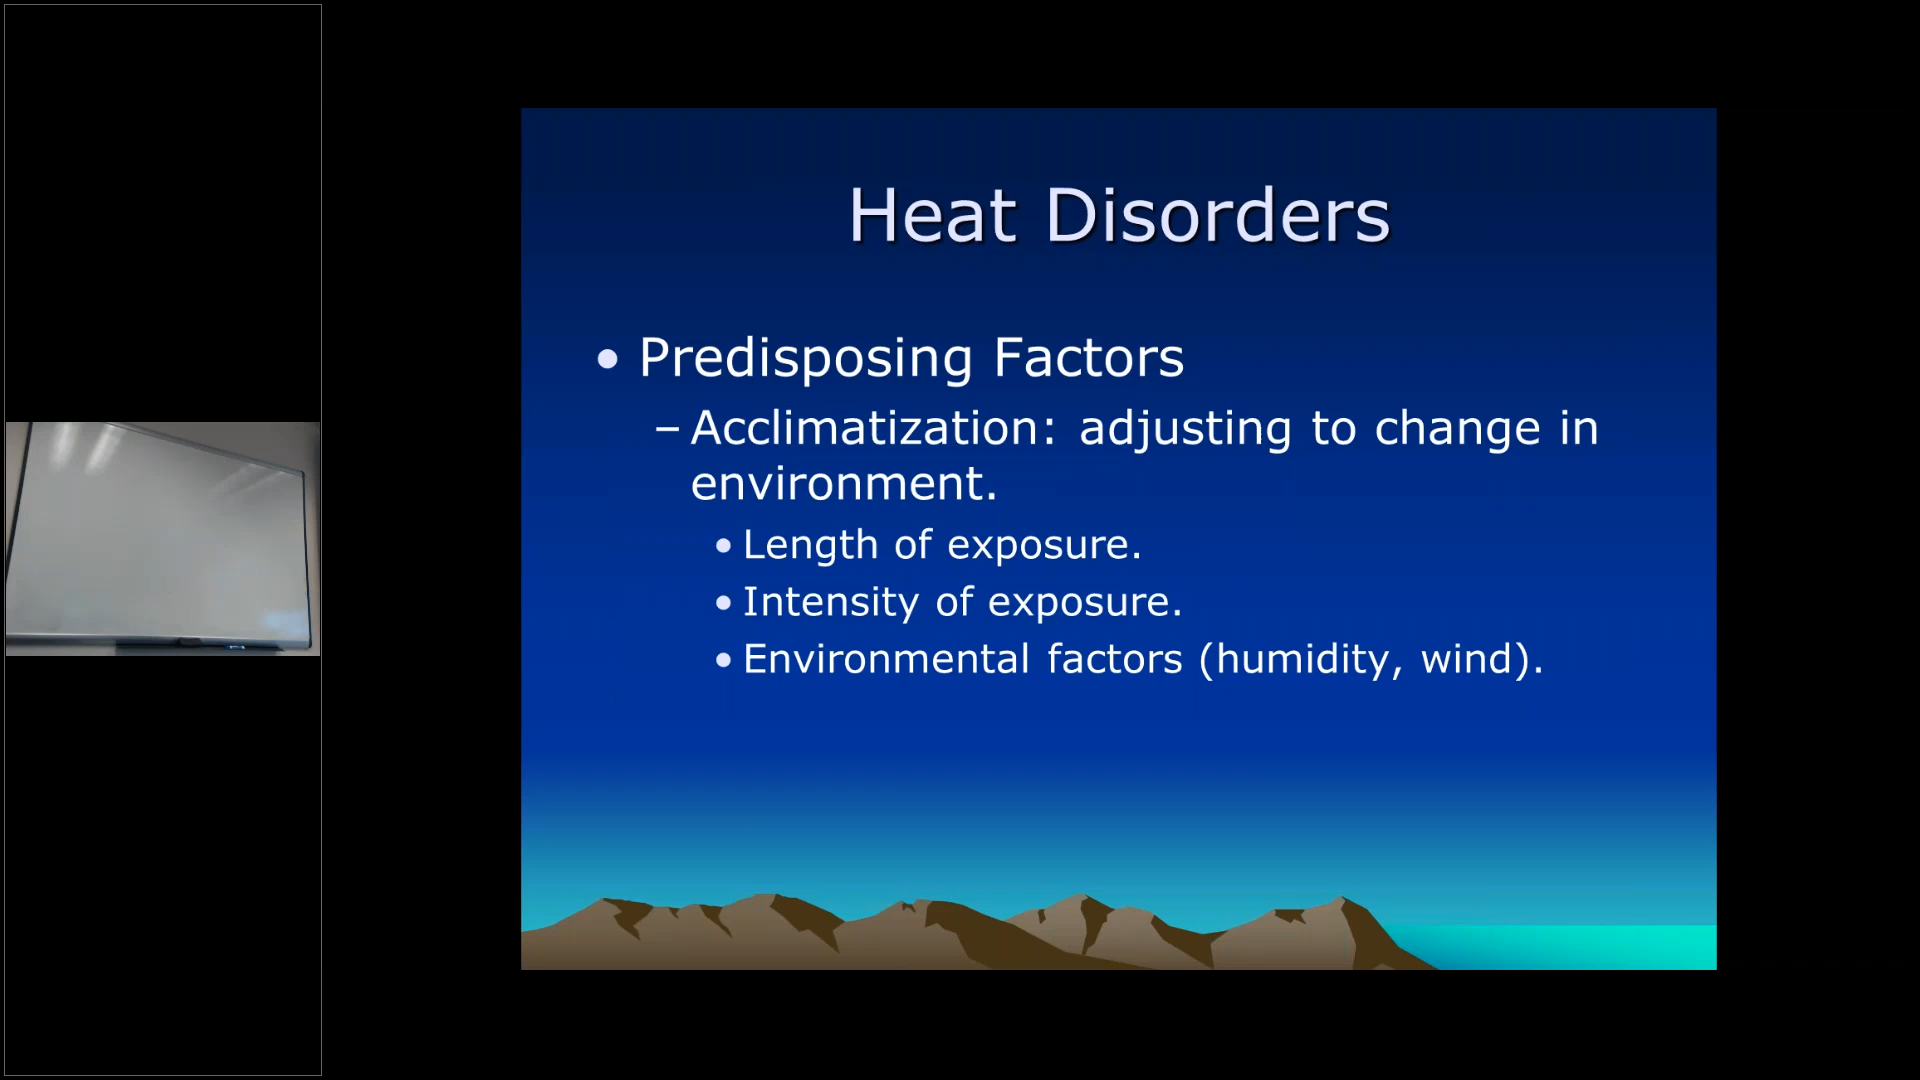 Heat Disorders
• Predisposing Factors
– Acclimatization: adjusting to change in
environment.
• Length of exposure.
• Intensity of exposure.
• Environmental factors (humidity, wind).